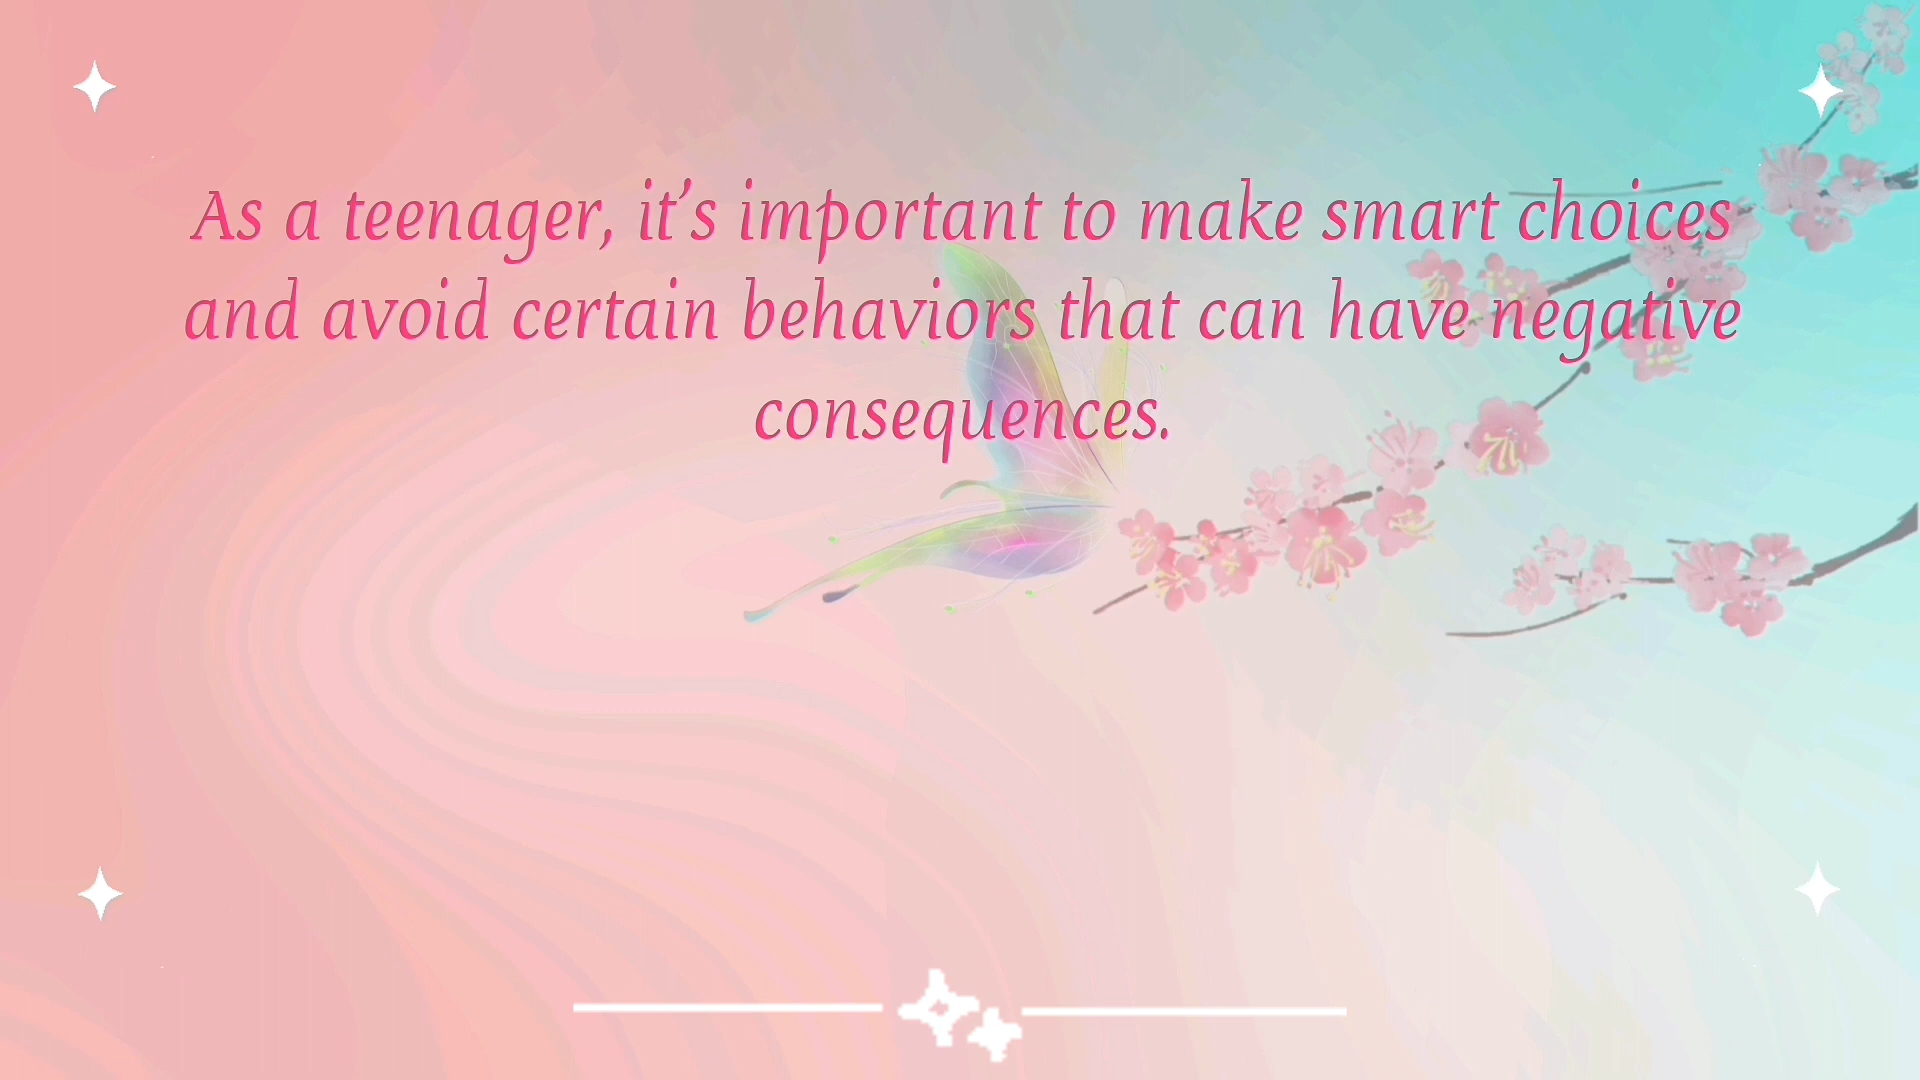 As a teenager, it’s important to make smart choices
and avoid certain behaviors that can have negative
consequences.